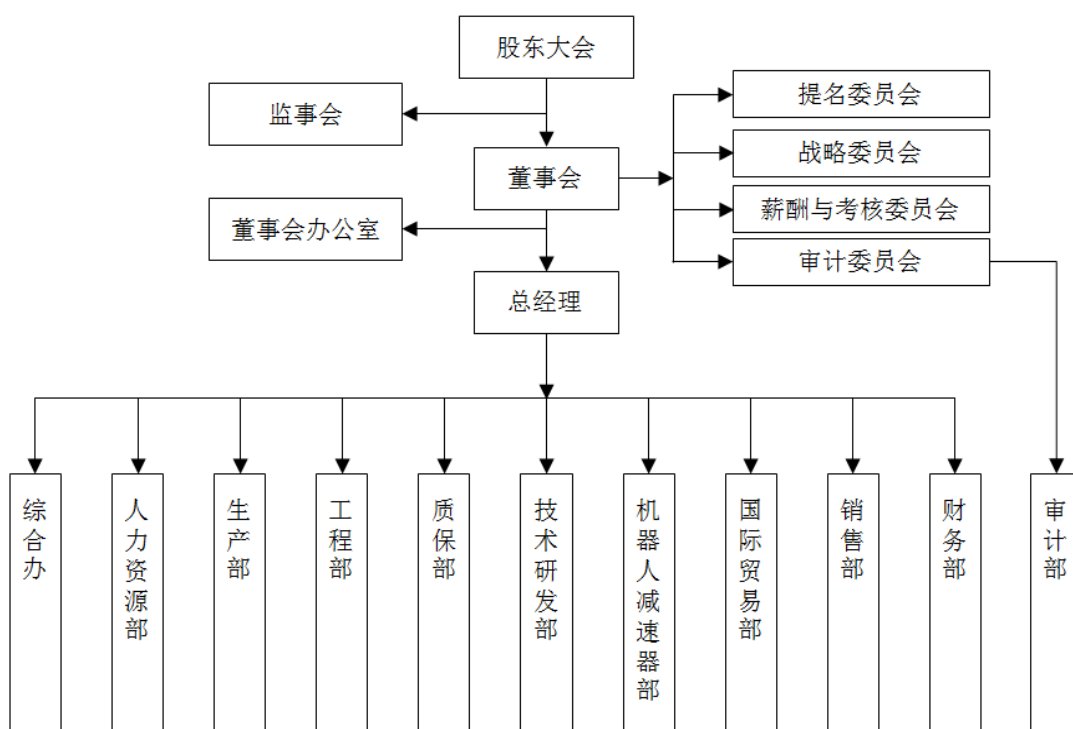 股东大会
监事会
提名委员会
战略委员会
董事会
薪酬与考核委员会
董事会办公室
审计委员会
总经理
综合办
人力资源部
生产部
工程部
质保部
技术研发部
机器人减速器部
国际贸易部
销售部
财务部
审计部